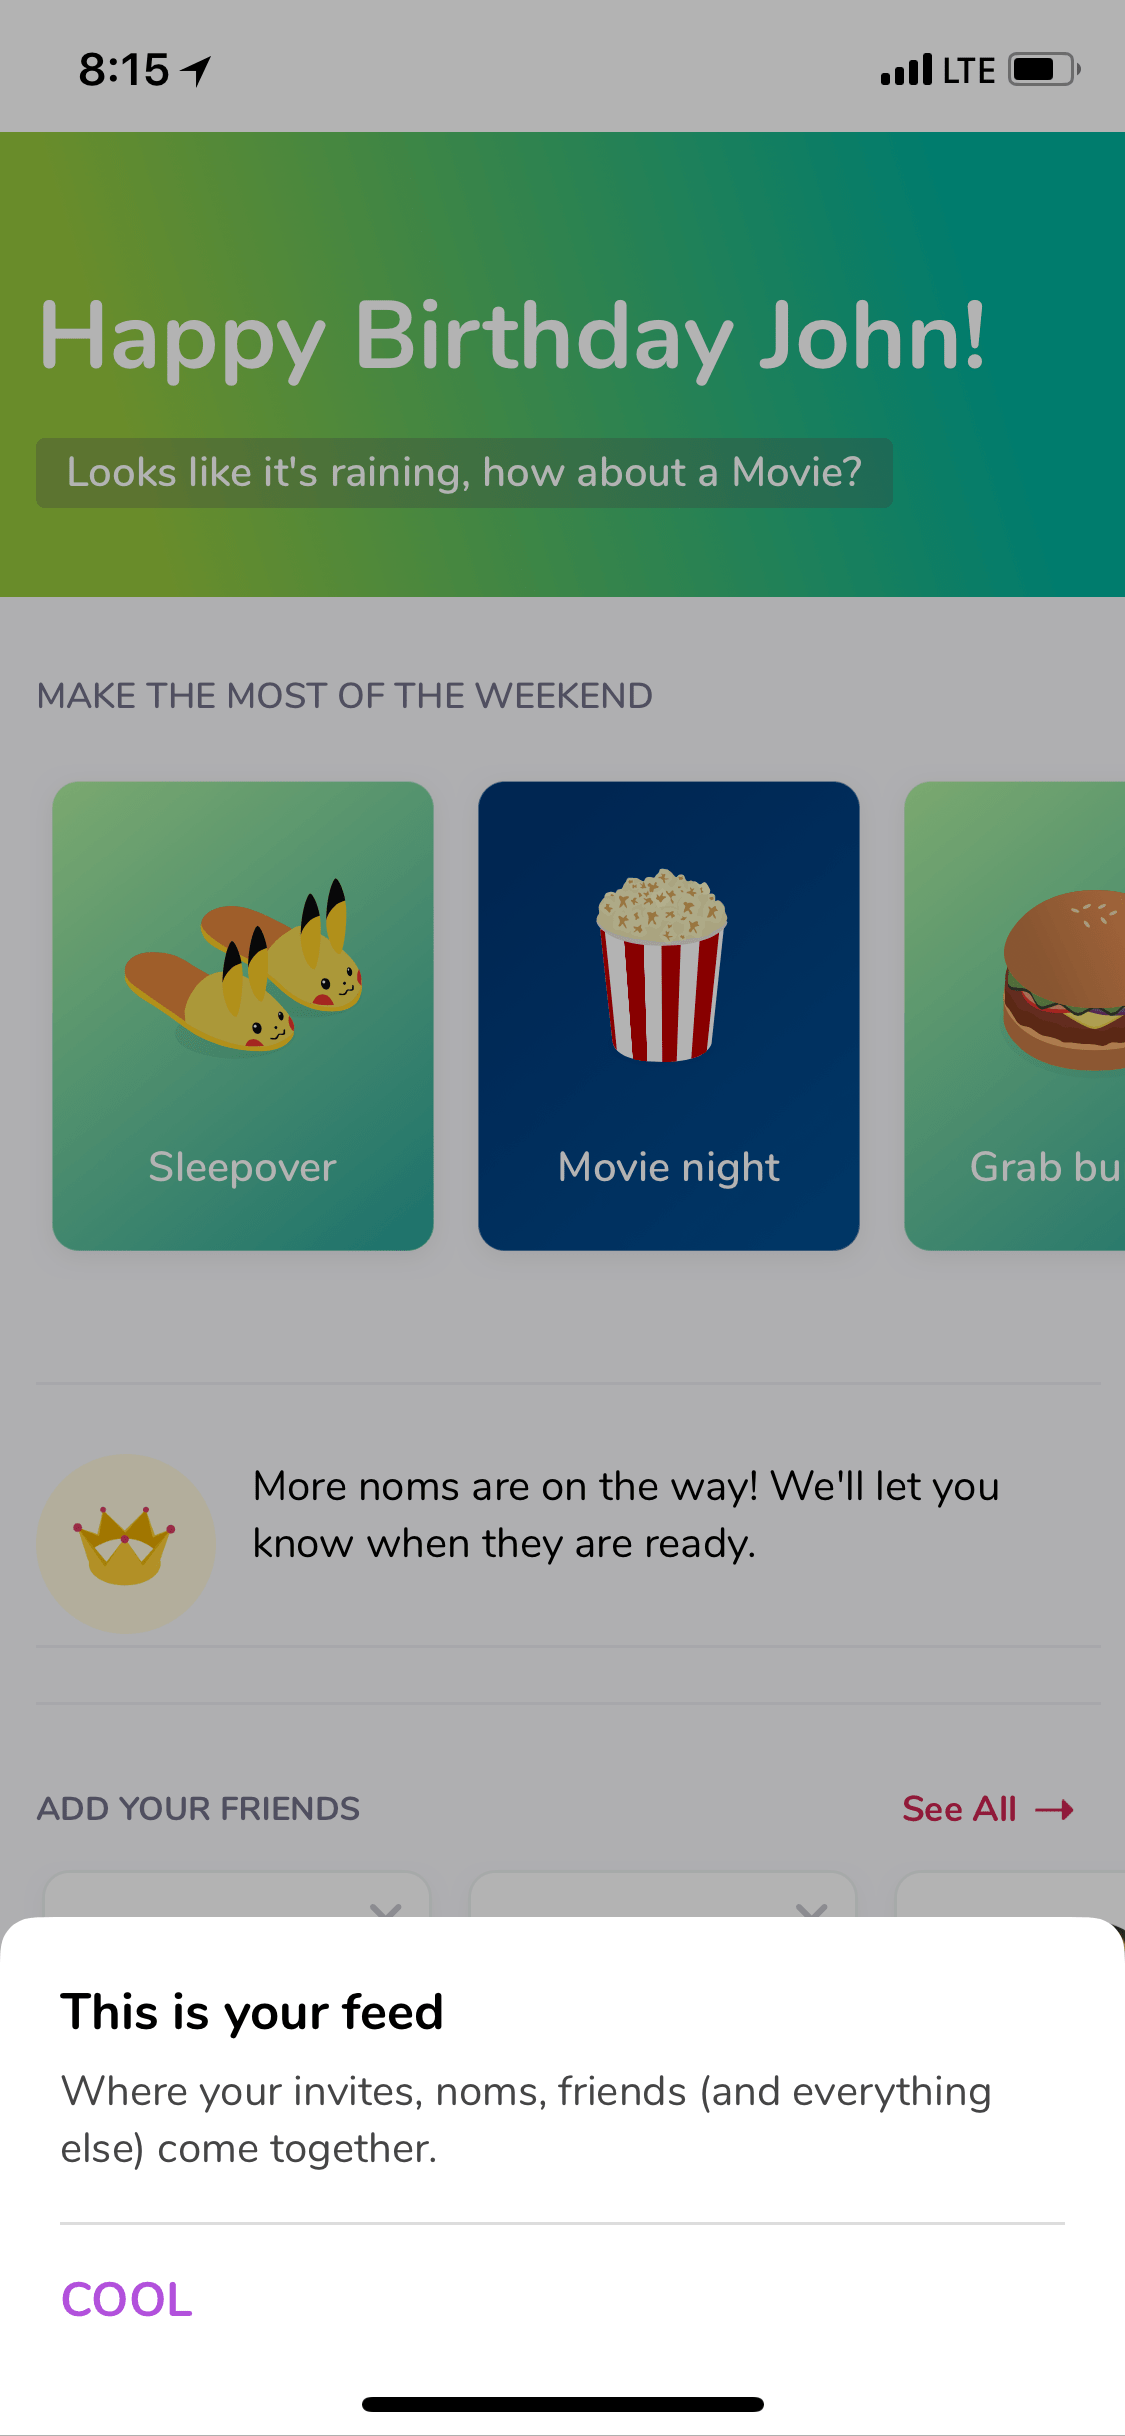 8:15
LTE
Happy Birthday John!
Looks like it's raining, how about a Movie?
MAKE THE MOST OF THE WEEKEND
Sleepover
Movie night
Grab bu
More noms are on the way! We'll let you
know when they are ready.
ADD YOUR FRIENDS
See All
This is your feed
Where your invites, noms, friends (and everything
else) come together.
COOL